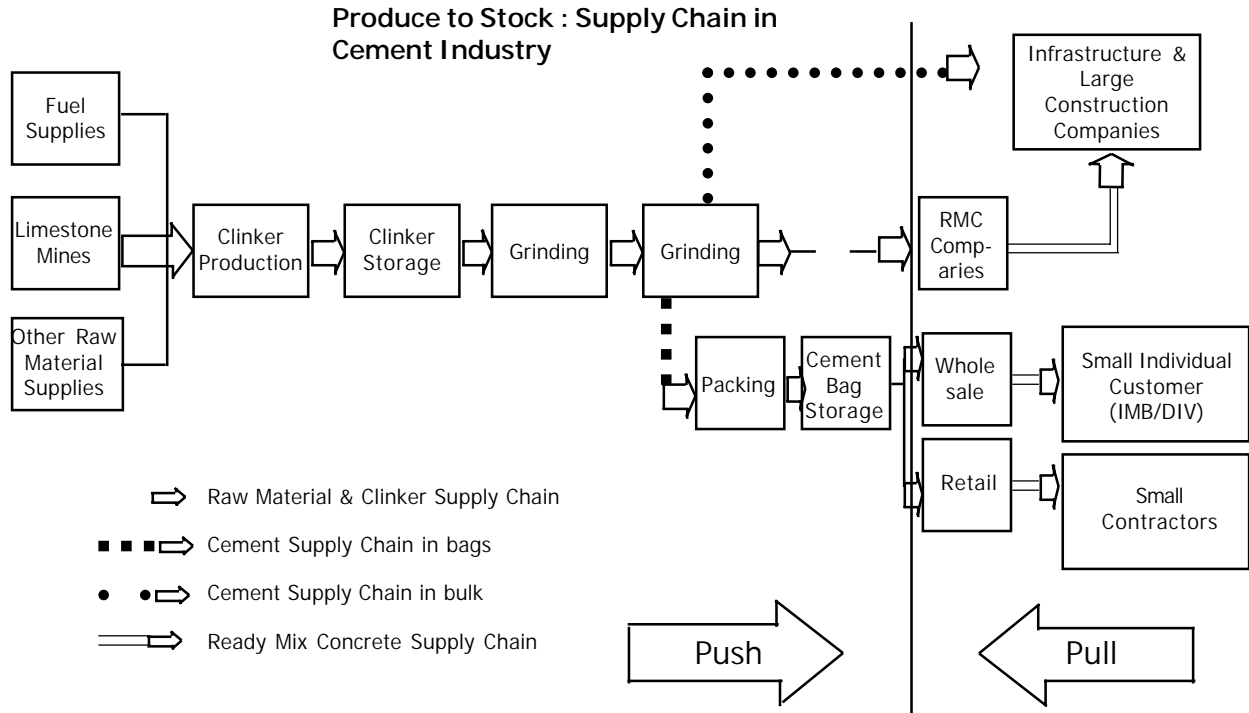 Produce to Stock : Supply Chain in
Cement Industry
Fuel
Supplies
Limestone
Mines
Other Raw
Material
Supplies
Clinker
Production
Clinker
Storage
Grinding
Grinding
Infrastructure &
Large
Construction
Companies
RMC
Comp-
aries
Packing
Cement
Bag
Storage
Whole
sale
Small Individual
Customer
(IMB/DIV)
Retail
Small
Contractors
Raw Material & Clinker Supply Chain
Cement Supply Chain in bags
Cement Supply Chain in bulk
Ready Mix Concrete Supply Chain
Push
Pull